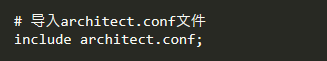 # 导入architect.conf文件
include architect.conf;